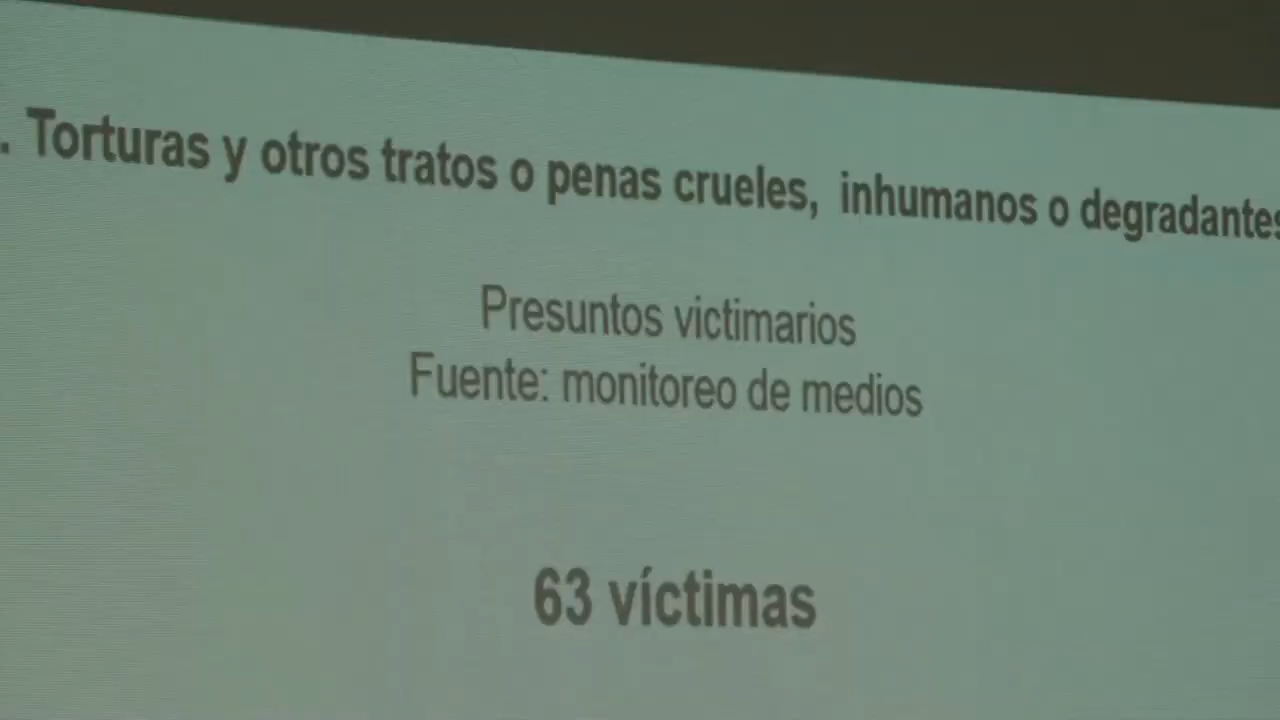 . Torturas y otros tratos o penas crueles, inhumanos o degradantes
Presuntos victimarios
Fuente: monitoreo de medios
63 víctimas